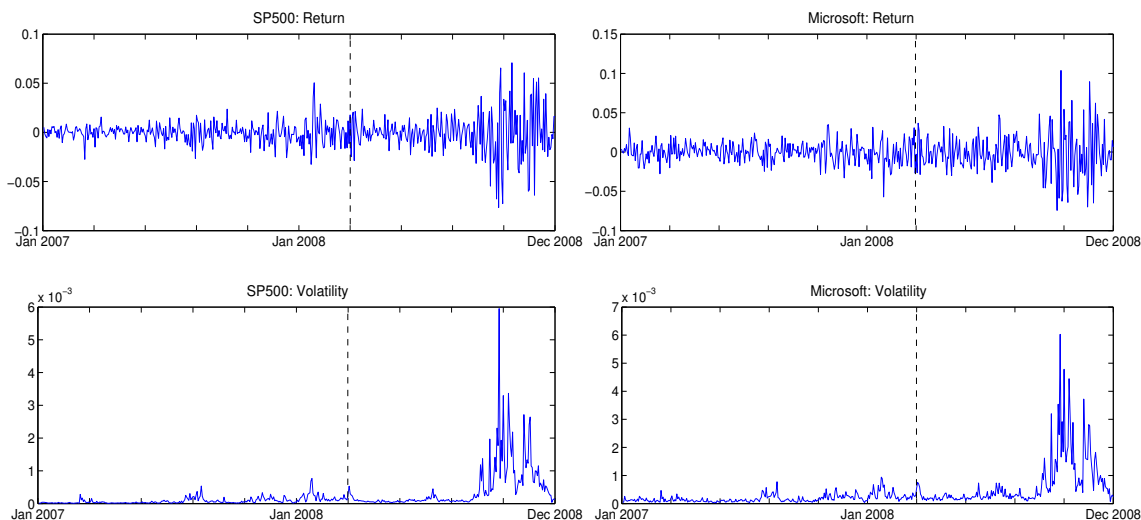 SP500: Return
0.1
0.05
0
−0.05
−0.1
Jan 2007 Jan 2008 Dec 2008
Microsoft: Return
0.15
0.1
0.05
0
−0.05
−0.1
Jan 2007 Jan 2008 Dec 2008
SP500: Volatility
x 10⁻³
6
5
4
3
2
1
0
Jan 2007 Jan 2008 Dec 2008
Microsoft: Volatility
x 10⁻³
7
6
5
4
3
2
1
0
Jan 2007 Jan 2008 Dec 2008